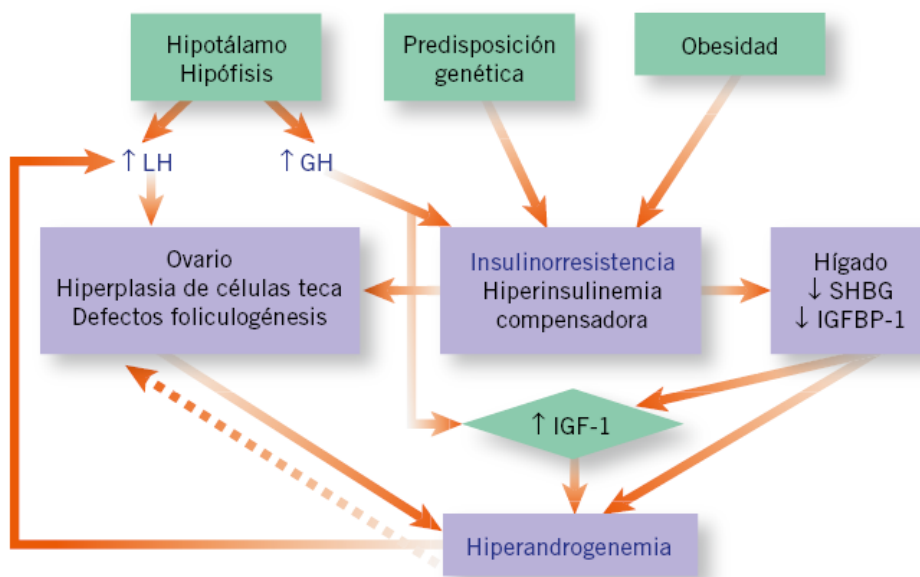 Hipotálamo
Hipófisis
Predisposición
genética
Obesidad
↑ LH
↑ GH
Ovario
Hiperplasia de células teca
Defectos foliculogénesis
Insulinorresistencia
Hiperinsulinemia
compensadora
Hígado
↓ SHBG
↓ IGFBP-1
↑ IGF-1
Hiperandrogenemia